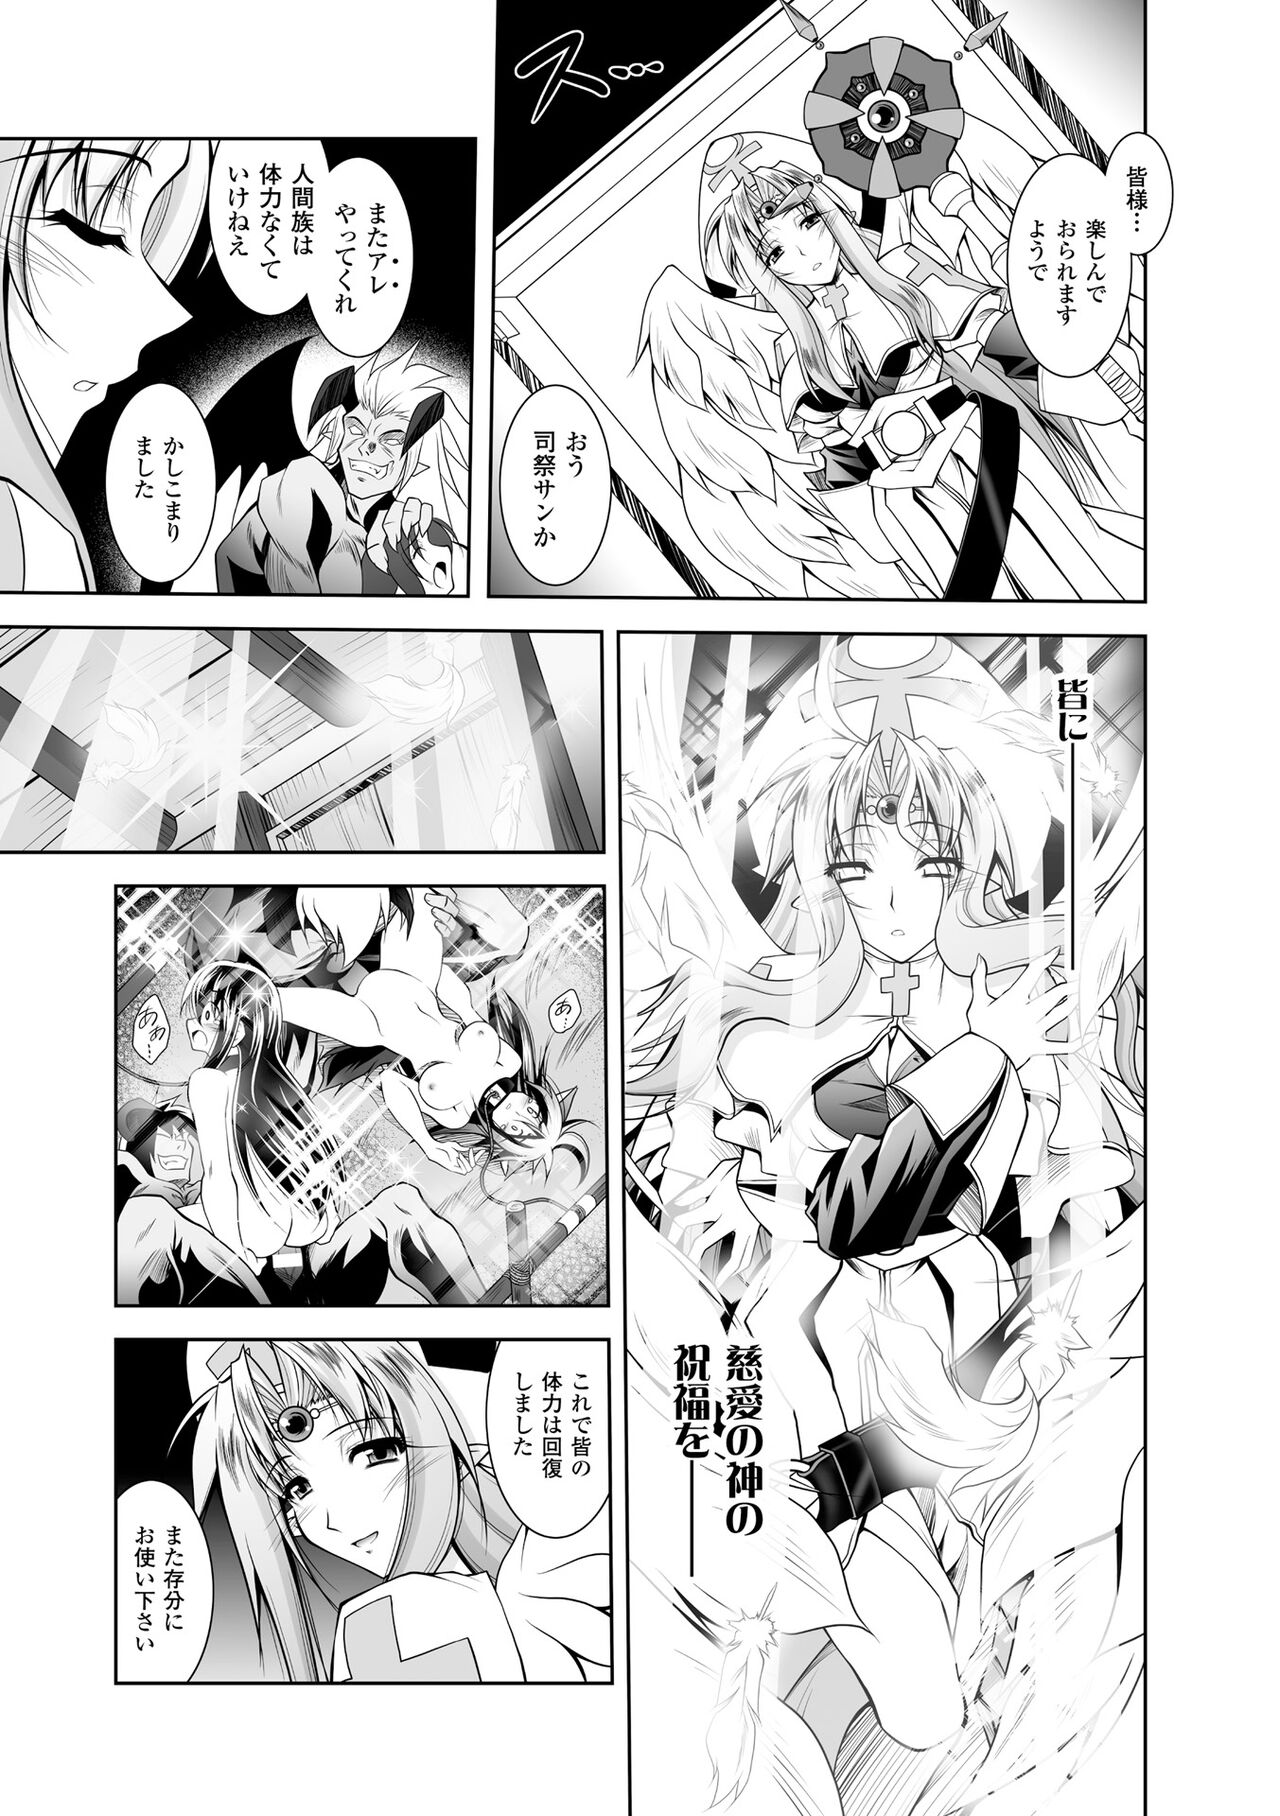 ス…
皆様…
楽しんで
おられます
ようで
おう
司祭サンか
またアレ
やってくれ
人間族は
体力なくて
いけねえ
かしこまり
ました
皆に――
慈愛の神の
祝福を――
あぁ…
あ…
これで皆の
体力は回復
しました
また存分に
お使い下さい